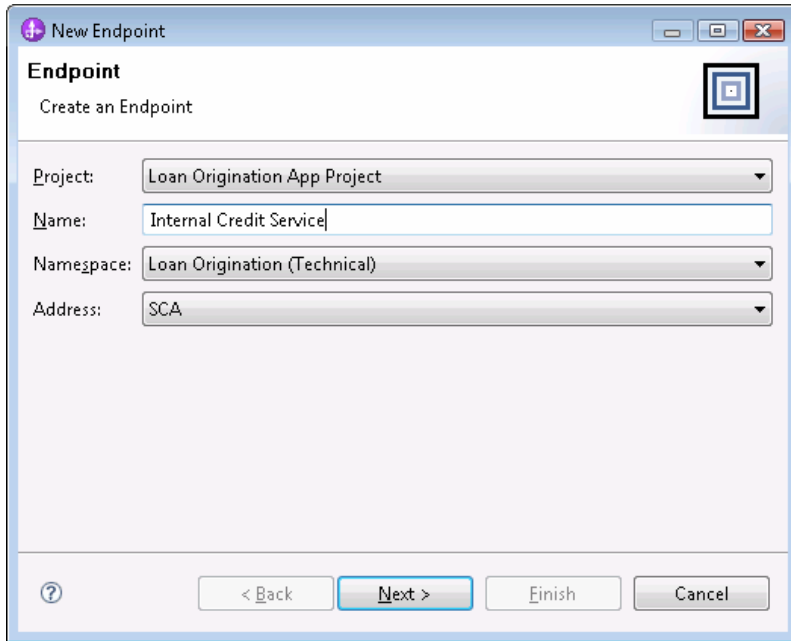 New Endpoint
Endpoint
Create an Endpoint
Project: Loan Origination App Project
Name: Internal Credit Service
Namespace: Loan Origination (Technical)
Address: SCA
? < Back Next > Finish Cancel